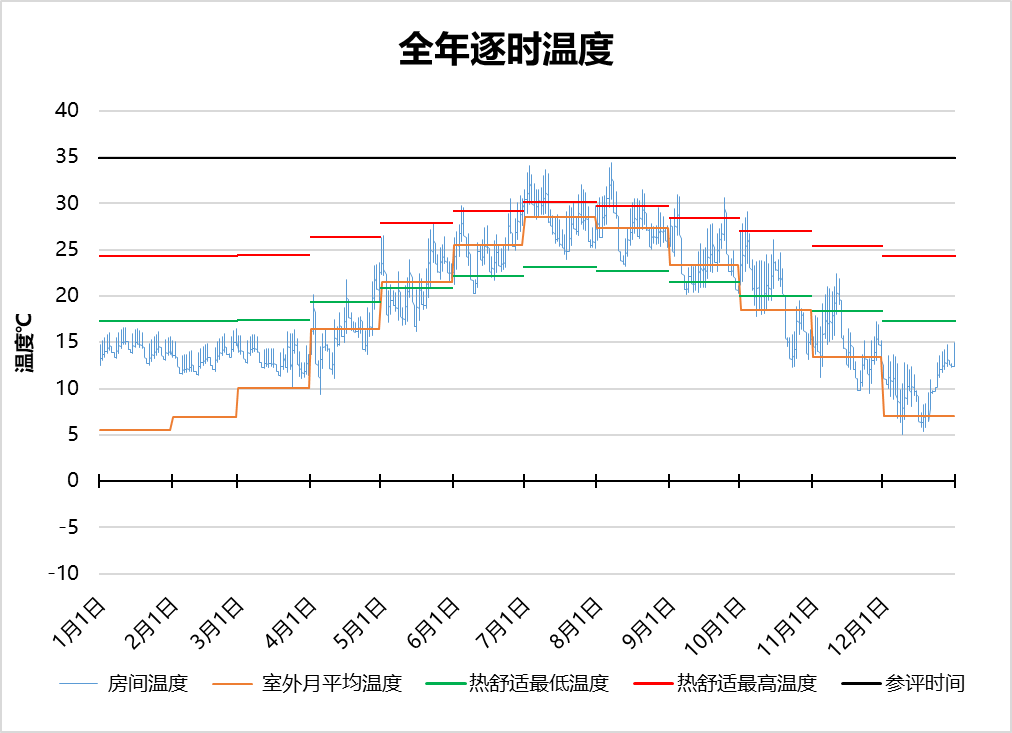 全年逐时温度
40
35
30
25
20
15
10
5
0
-5
-10
温度℃
1月1日
2月1日
3月1日
4月1日
5月1日
6月1日
7月1日
8月1日
9月1日
10月1日
11月1日
12月1日
房间温度
室外月平均温度
热舒适最低温度
热舒适最高温度
参评时间